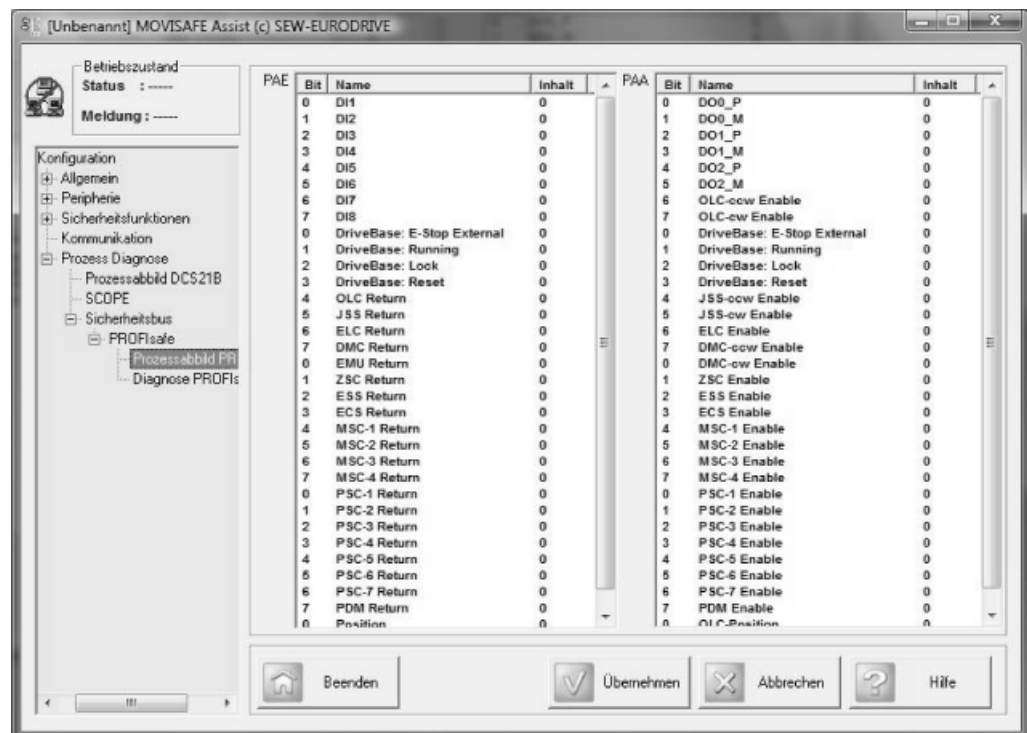 [Unbenannt] MOVISAFE Assist (c) SEW-EURODRIVE
Betriebszustand
Status : -----
Meldung : -----
Konfiguration
Allgemein
Peripherie
Sicherheitsfunktionen
Kommunikation
Prozess Diagnose
Prozessabbild DCS21B
SCOPE
Sicherheitsbus
PROFIsafe
Prozessabbild PR
Diagnose PROFIs
PAE
Bit Name Inhalt
0 DI1 0
1 DI2 0
2 DI3 0
3 DI4 0
4 DI5 0
5 DI6 0
6 DI7 0
7 DI8 0
0 DriveBase: E-Stop External 0
1 DriveBase: Running 0
2 DriveBase: Lock 0
3 DriveBase: Reset 0
4 OLC Return 0
5 JSS Return 0
6 ELC Return 0
7 DMC Return 0
0 EMU Return 0
1 ZSC Return 0
2 ESS Return 0
3 ECS Return 0
4 MSC-1 Return 0
5 MSC-2 Return 0
6 MSC-3 Return 0
7 MSC-4 Return 0
0 PSC-1 Return 0
1 PSC-2 Return 0
2 PSC-3 Return 0
3 PSC-4 Return 0
4 PSC-5 Return 0
5 PSC-6 Return 0
6 PSC-7 Return 0
7 PDM Return 0
0 Position 0
PAA
Bit Name Inhalt
0 DO0_P 0
1 DO0_M 0
2 DO1_P 0
3 DO1_M 0
4 DO2_P 0
5 DO2_M 0
6 OLC-ccw Enable 0
7 OLC-cw Enable 0
0 DriveBase: E-Stop External 0
1 DriveBase: Running 0
2 DriveBase: Lock 0
3 DriveBase: Reset 0
4 JSS-ccw Enable 0
5 JSS-cw Enable 0
6 ELC Enable 0
7 DMC-ccw Enable 0
0 DMC-cw Enable 0
1 ZSC Enable 0
2 ESS Enable 0
3 ECS Enable 0
4 MSC-1 Enable 0
5 MSC-2 Enable 0
6 MSC-3 Enable 0
7 MSC-4 Enable 0
0 PSC-1 Enable 0
1 PSC-2 Enable 0
2 PSC-3 Enable 0
3 PSC-4 Enable 0
4 PSC-5 Enable 0
5 PSC-6 Enable 0
6 PSC-7 Enable 0
7 PDM Enable 0
0 OLC-Position 0
Beenden
Übernehmen
Abbrechen
Hilfe